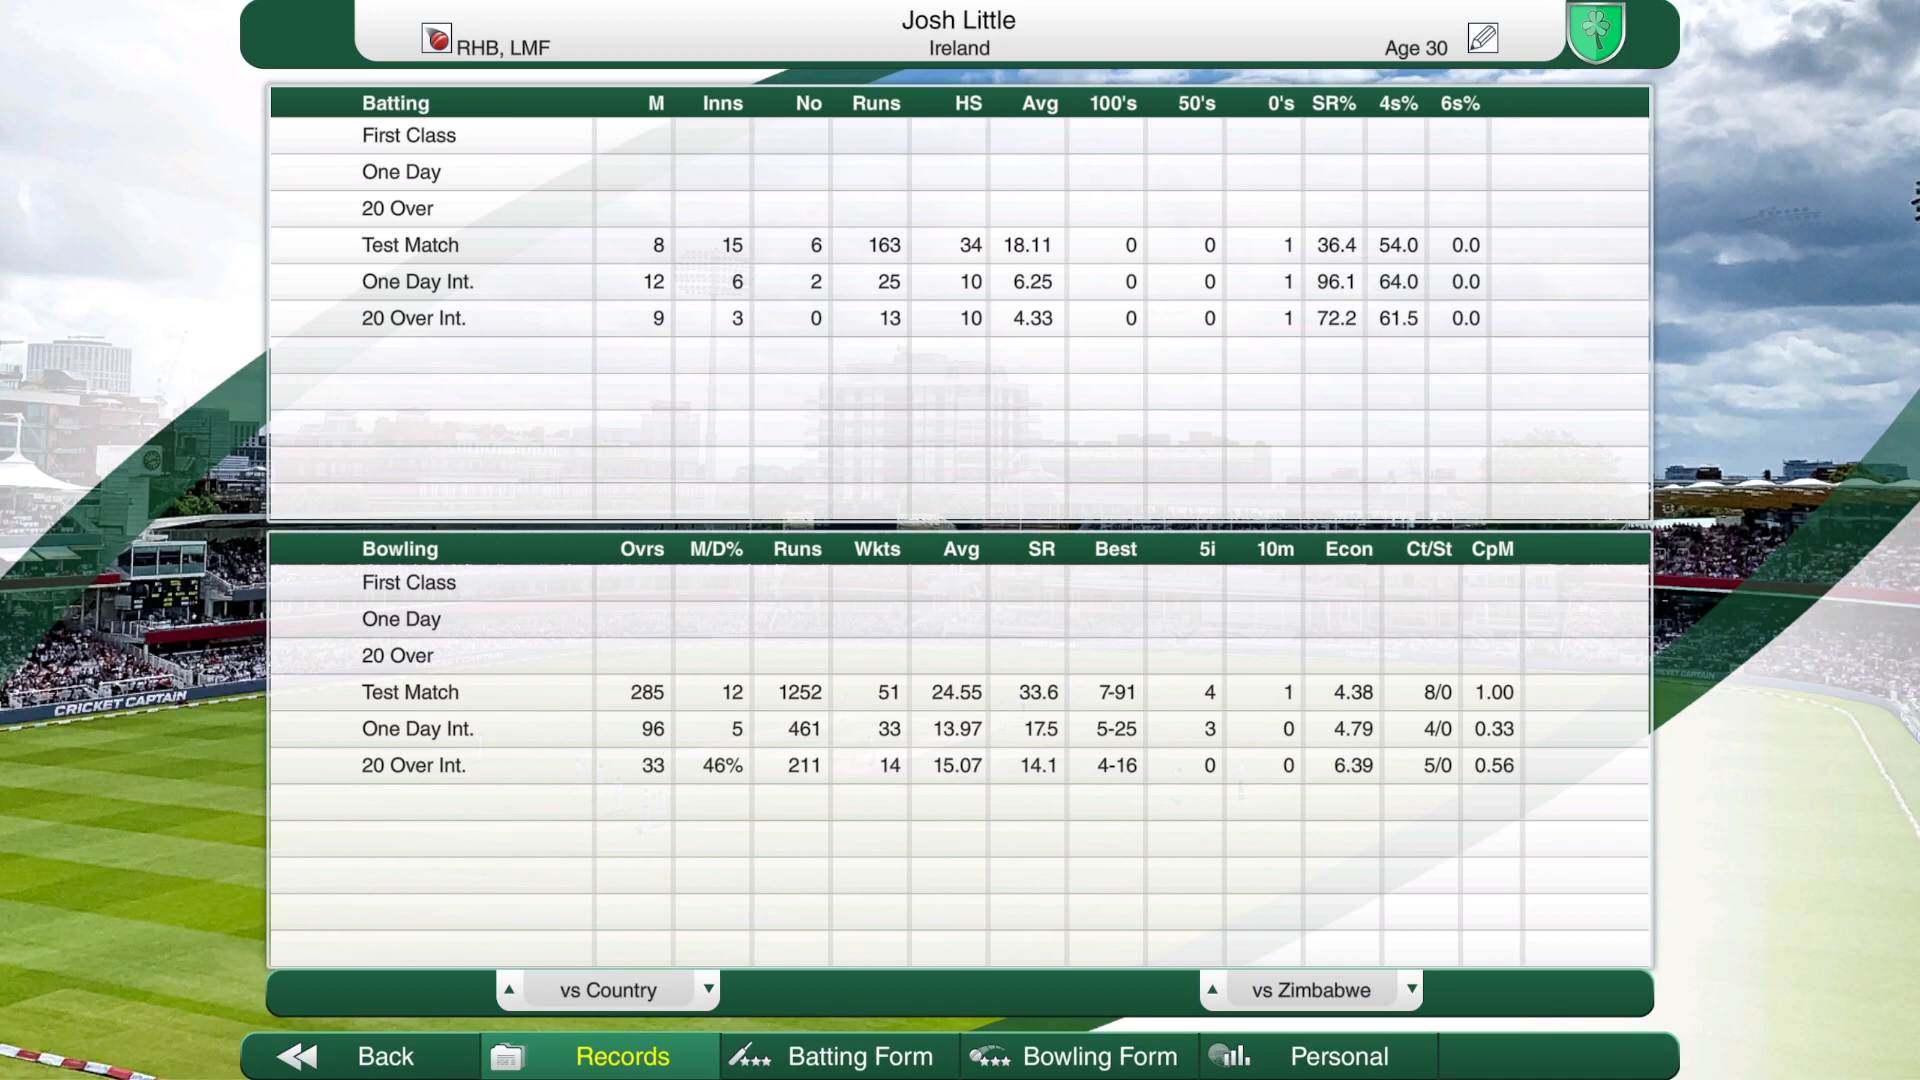 Josh Little
RHB, LMF Ireland Age 30
Batting M Inns No Runs HS Avg 100's 50's 0's SR% 4s% 6s%
First Class
One Day
20 Over
Test Match 8 15 6 163 34 18.11 0 0 1 36.4 54.0 0.0
One Day Int. 12 6 2 25 10 6.25 0 0 1 96.1 64.0 0.0
20 Over Int. 9 3 0 13 10 4.33 0 0 1 72.2 61.5 0.0
Bowling Ovrs M/D% Runs Wkts Avg SR Best 5i 10m Econ Ct/St CpM
First Class
One Day
20 Over
Test Match 285 12 1252 51 24.55 33.6 7-91 4 1 4.38 8/0 1.00
One Day Int. 96 5 461 33 13.97 17.5 5-25 3 0 4.79 4/0 0.33
20 Over Int. 33 46% 211 14 15.07 14.1 4-16 0 0 6.39 5/0 0.56
CRICKET CAPTAIN
vs Country vs Zimbabwe
Back Records Batting Form Bowling Form Personal